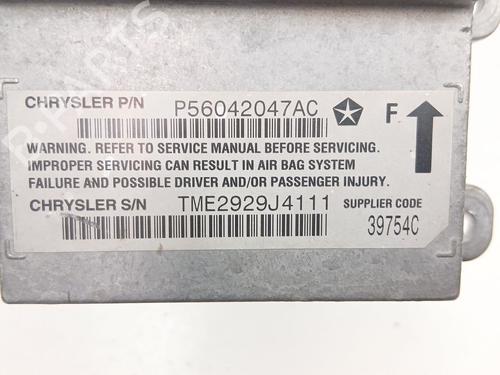 CHRYSLER P/N P56042047AC F
WARNING. REFER TO SERVICE MANUAL BEFORE SERVICING.
IMPROPER SERVICING CAN RESULT IN AIR BAG SYSTEM
FAILURE AND POSSIBLE DRIVER AND/OR PASSENGER INJURY.
CHRYSLER S/N TME2929J4111 SUPPLIER CODE
39754C